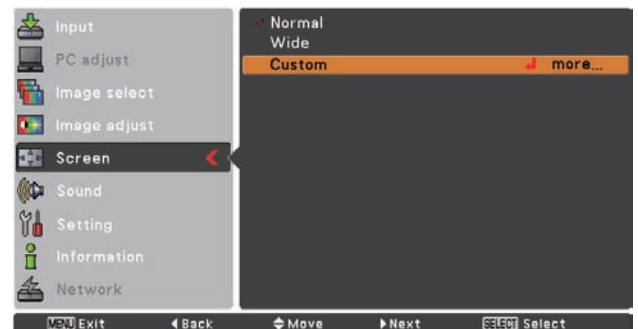 Input
PC adjust
Image select
Image adjust
Screen
Sound
Setting
Information
Network
Normal
Wide
Custom more...
MENU Exit Back Move Next SELECT Select